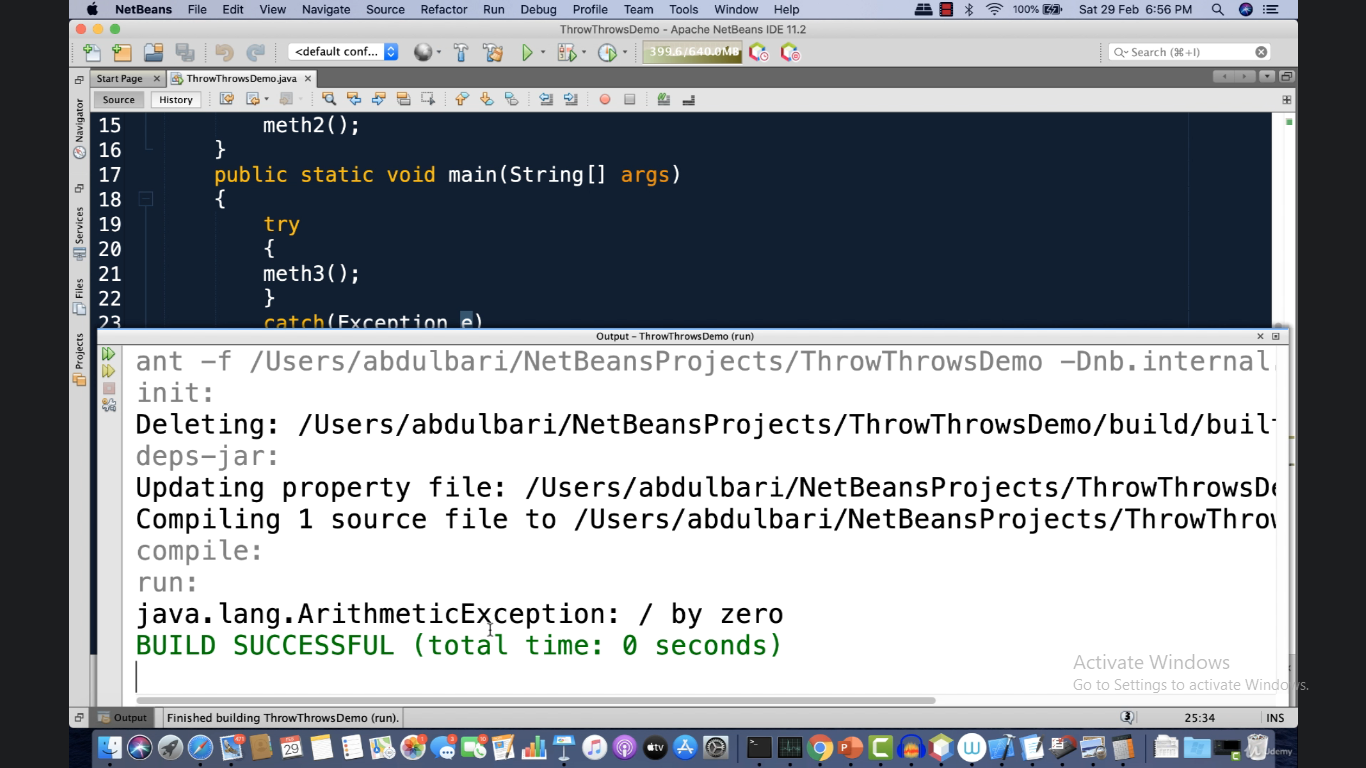 NetBeans File Edit View Navigate Source Refactor Run Debug Profile Team Tools Window Help 100% Sat 29 Feb 6:56 PM
ThrowThrowsDemo - Apache NetBeans IDE 11.2
<default conf... 399.6/640.0MB Search (⌘+I)
Start Page ThrowThrowsDemo.java
Source History
Navigator
Services
Files
Projects
15 meth2();
16 }
17 public static void main(String[] args)
18 {
19 try
20 {
21 meth3();
22 }
23 catch(Exception e)
Output - ThrowThrowsDemo (run)
ant -f /Users/abdulbari/NetBeansProjects/ThrowThrowsDemo -Dnb.internal.
init:
Deleting: /Users/abdulbari/NetBeansProjects/ThrowThrowsDemo/build/built
deps-jar:
Updating property file: /Users/abdulbari/NetBeansProjects/ThrowThrowsDe
Compiling 1 source file to /Users/abdulbari/NetBeansProjects/ThrowThrow
compile:
run:
java.lang.ArithmeticException: / by zero
BUILD SUCCESSFUL (total time: 0 seconds)
Activate Windows
Go to Settings to activate Windows.
Output Finished building ThrowThrowsDemo (run). 25:34 INS
29 tv
Udemy